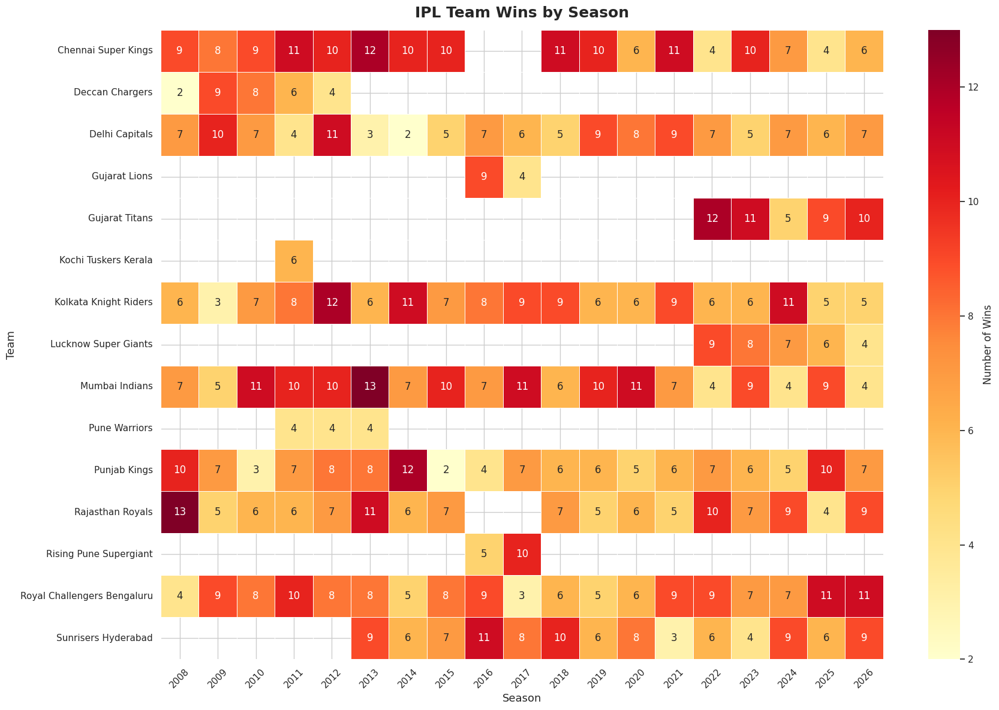 IPL Team Wins by Season
Chennai Super Kings 9 8 9 11 10 12 10 10 11 10 6 11 4 10 7 4 6
Deccan Chargers 2 9 8 6 4
Delhi Capitals 7 10 7 4 11 3 2 5 7 6 5 9 8 9 7 5 7 6 7
Gujarat Lions 9 4
Gujarat Titans 12 11 5 9 10
Kochi Tuskers Kerala 6
Kolkata Knight Riders 6 3 7 8 12 6 11 7 8 9 9 6 6 9 6 6 11 5 5
Lucknow Super Giants 9 8 7 6 4
Mumbai Indians 7 5 11 10 10 13 7 10 7 11 6 10 11 7 4 9 4 9 4
Pune Warriors 4 4 4
Punjab Kings 10 7 3 7 8 8 12 2 4 7 6 6 5 6 7 6 5 10 7
Rajasthan Royals 13 5 6 6 7 11 6 7 7 5 6 5 10 7 9 4 9
Rising Pune Supergiant 5 10
Royal Challengers Bengaluru 4 9 8 10 8 8 5 8 9 3 6 5 6 9 9 7 7 11 11
Sunrisers Hyderabad 9 6 7 11 8 10 6 8 3 6 4 9 6 9
2008 2009 2010 2011 2012 2013 2014 2015 2016 2017 2018 2019 2020 2021 2022 2023 2024 2025 2026
Season
Team
12
10
8
6
4
2
Number of Wins